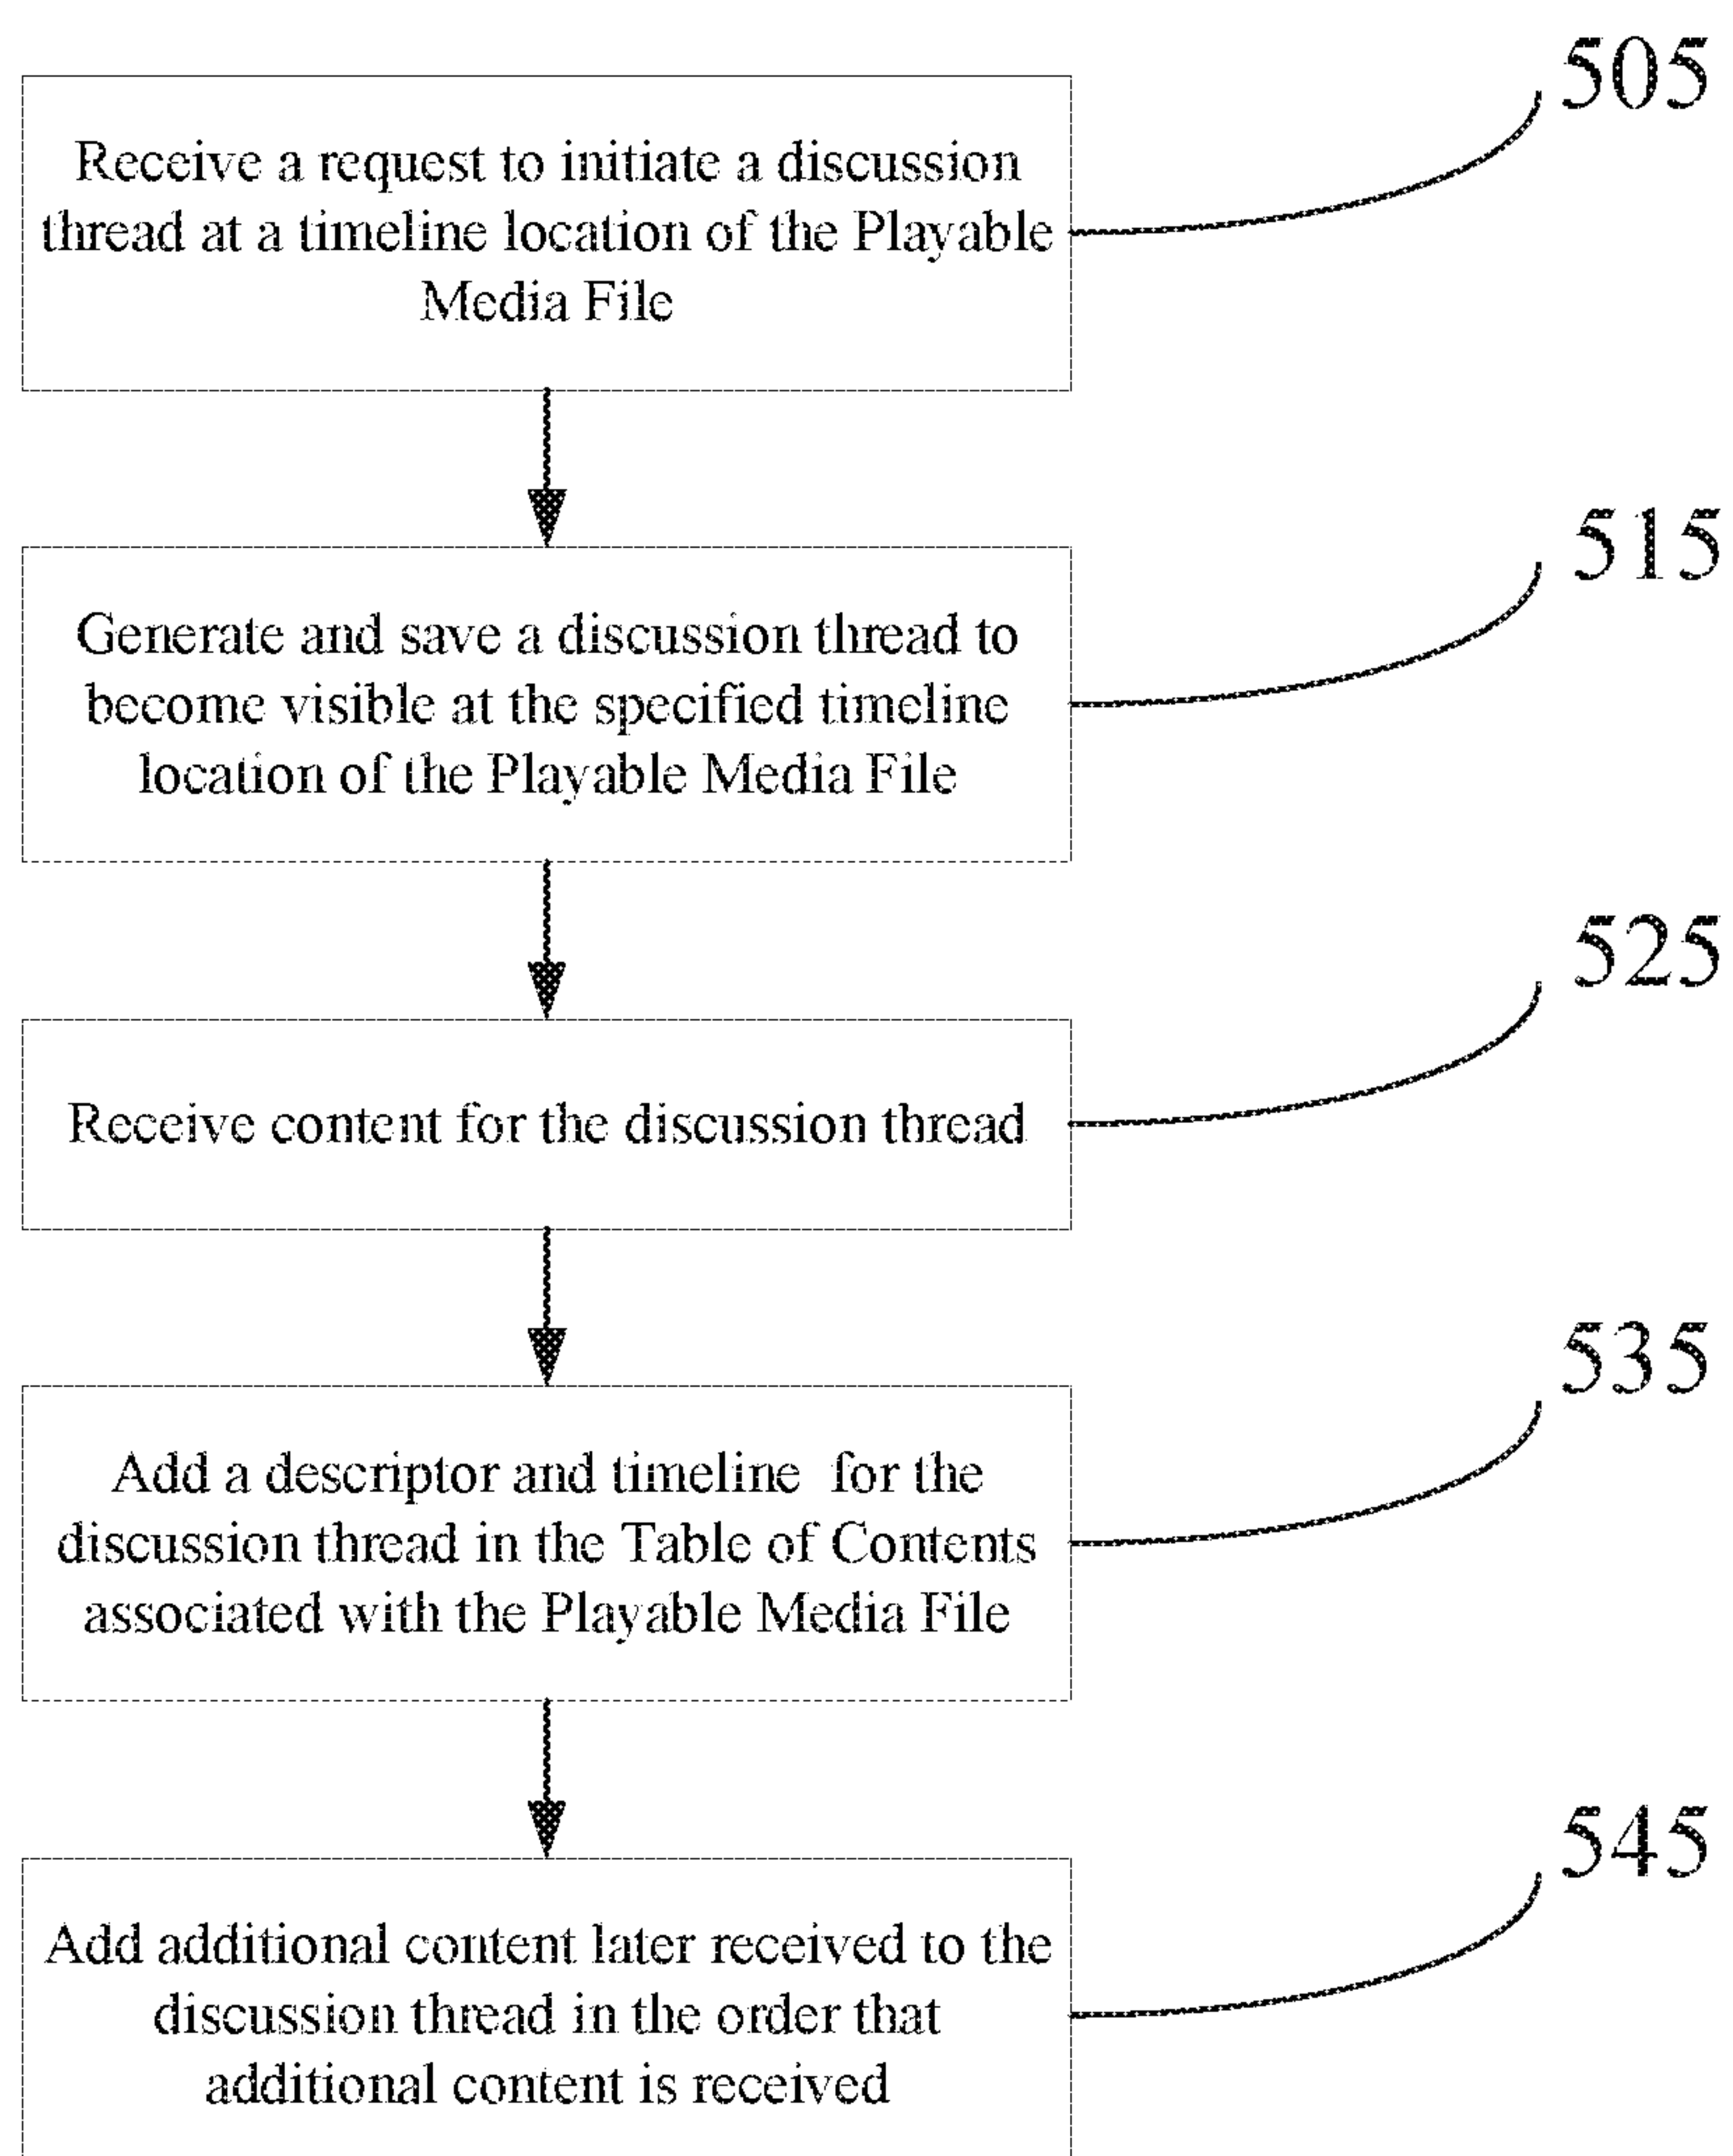 505
Receive a request to initiate a discussion
thread at a timeline location of the Playable
Media File
515
Generate and save a discussion thread to
become visible at the specified timeline
location of the Playable Media File
525
Receive content for the discussion thread
535
Add a descriptor and timeline for the
discussion thread in the Table of Contents
associated with the Playable Media File
545
Add additional content later received to the
discussion thread in the order that
additional content is received